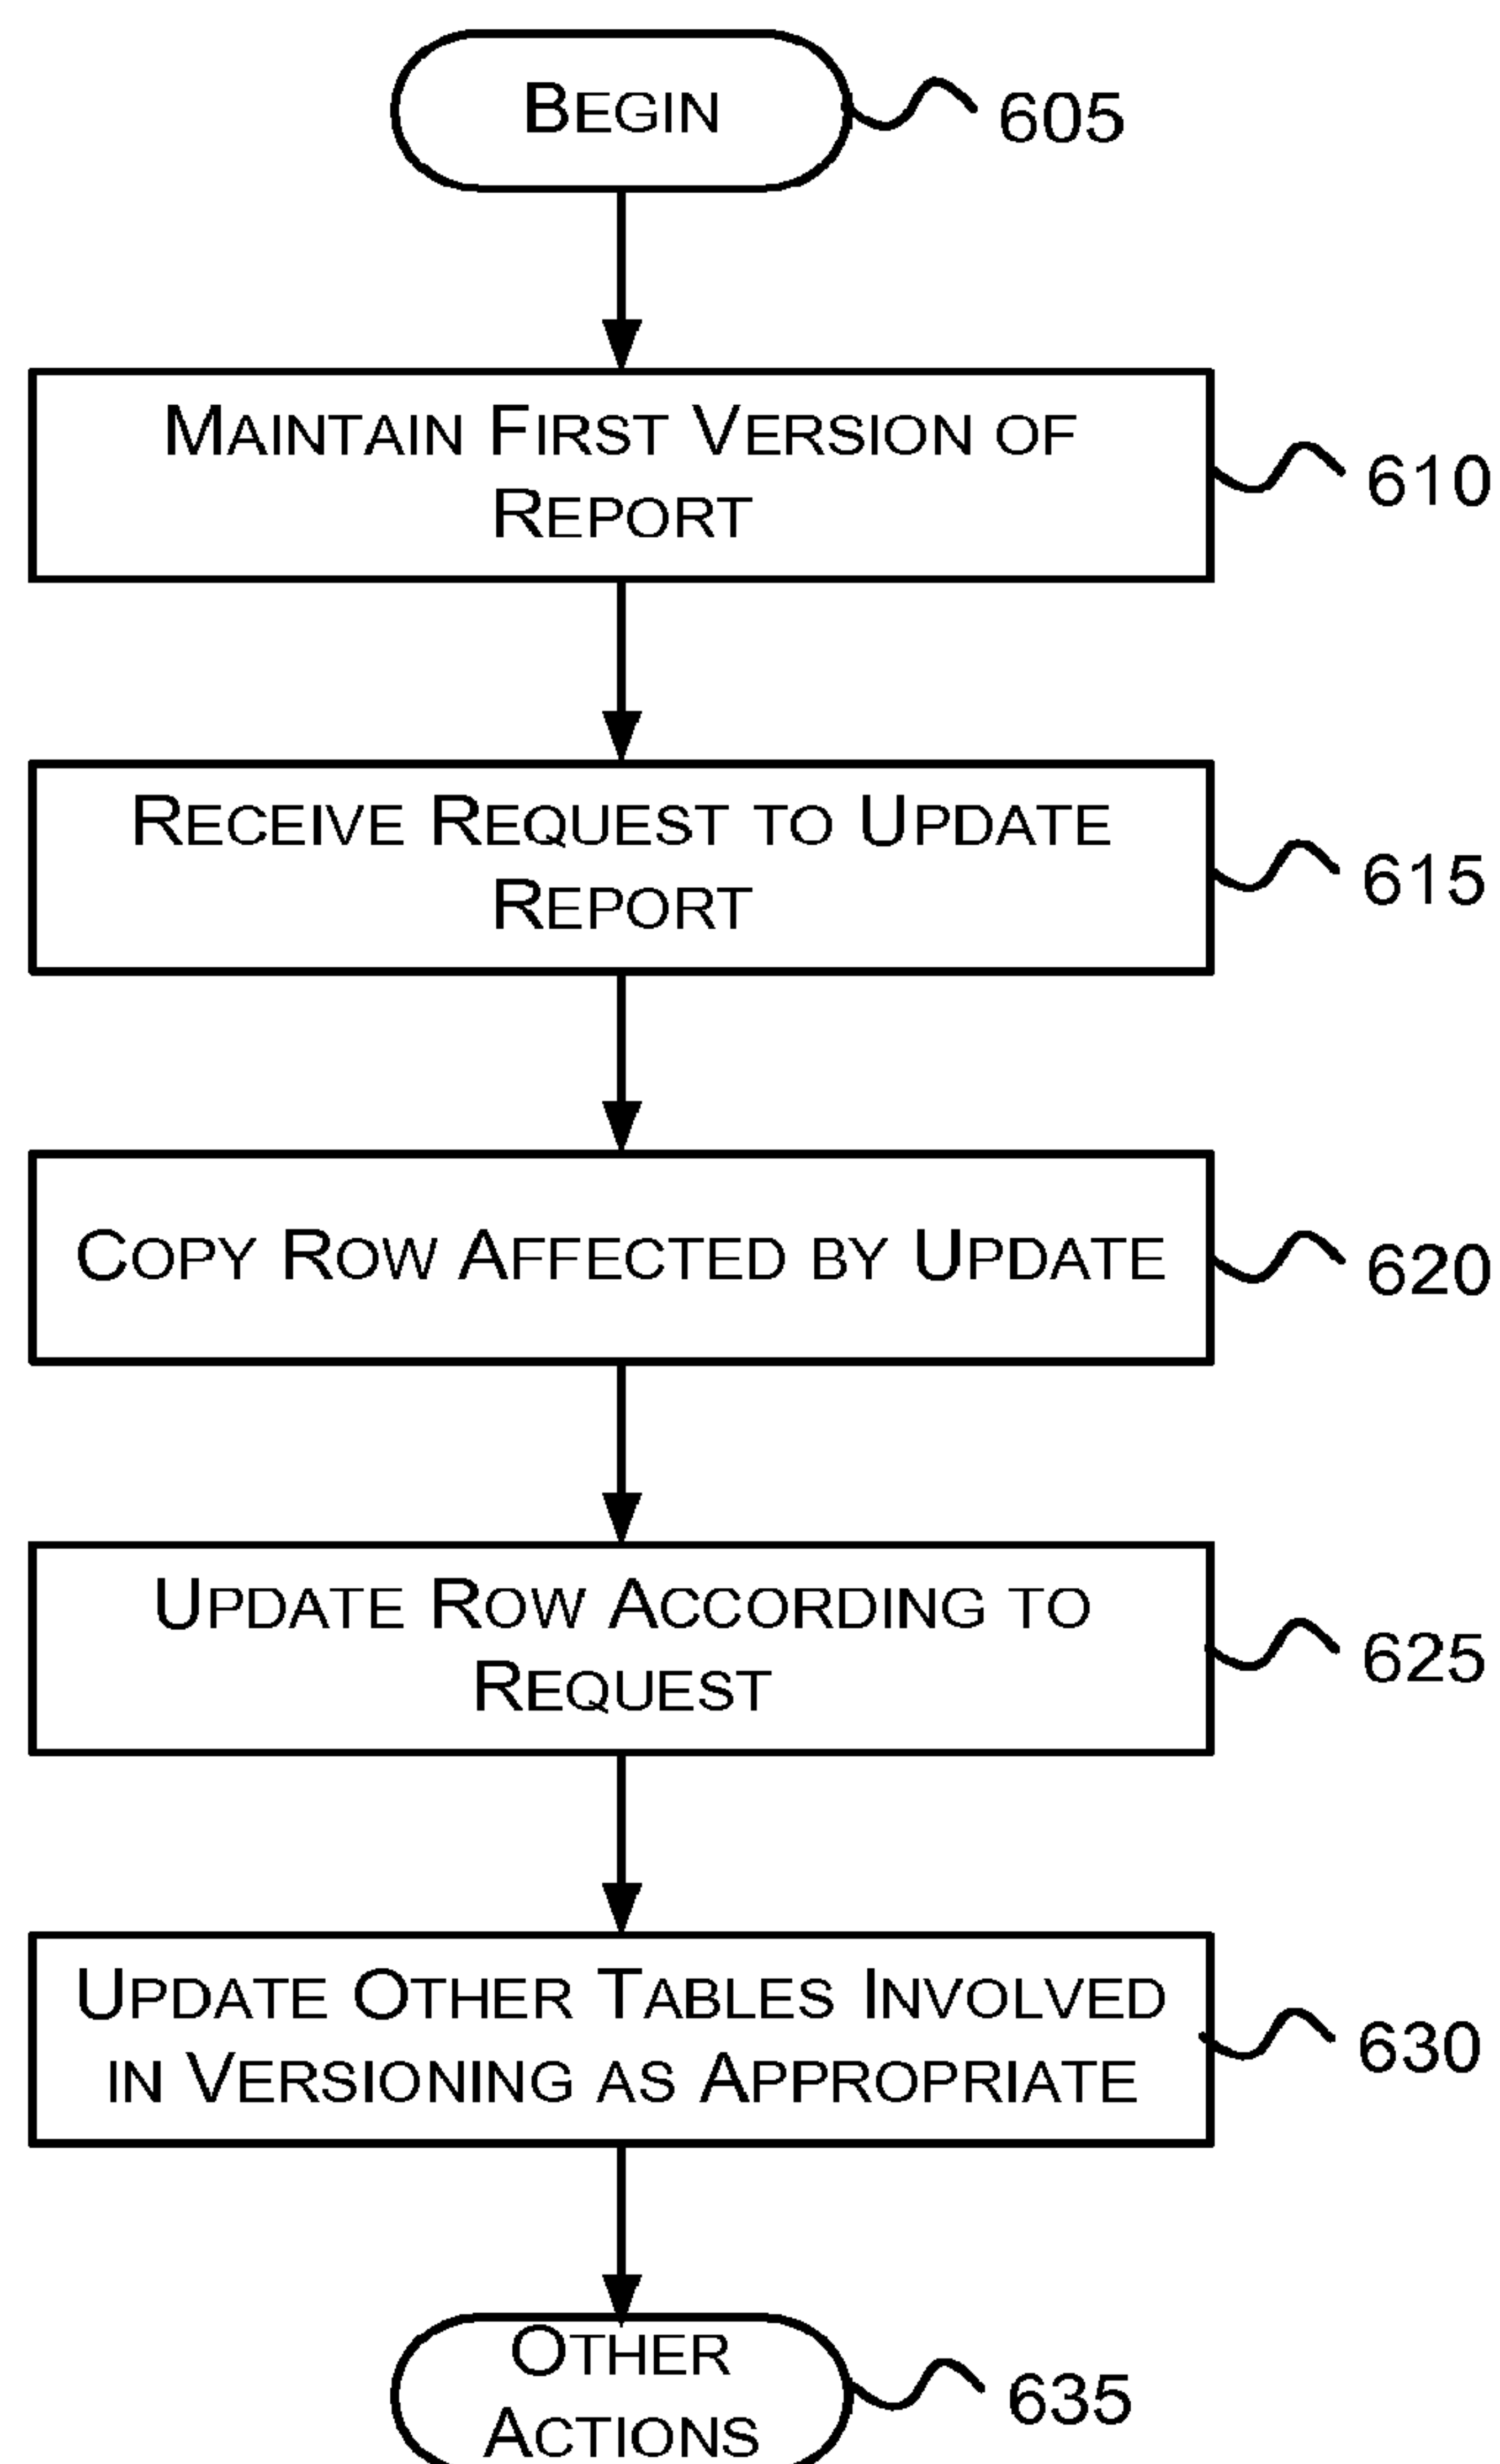 BEGIN
605
MAINTAIN FIRST VERSION OF
REPORT
610
RECEIVE REQUEST TO UPDATE
REPORT
615
COPY ROW AFFECTED BY UPDATE
620
UPDATE ROW ACCORDING TO
REQUEST
625
UPDATE OTHER TABLES INVOLVED
IN VERSIONING AS APPROPRIATE
630
OTHER
ACTIONS
635